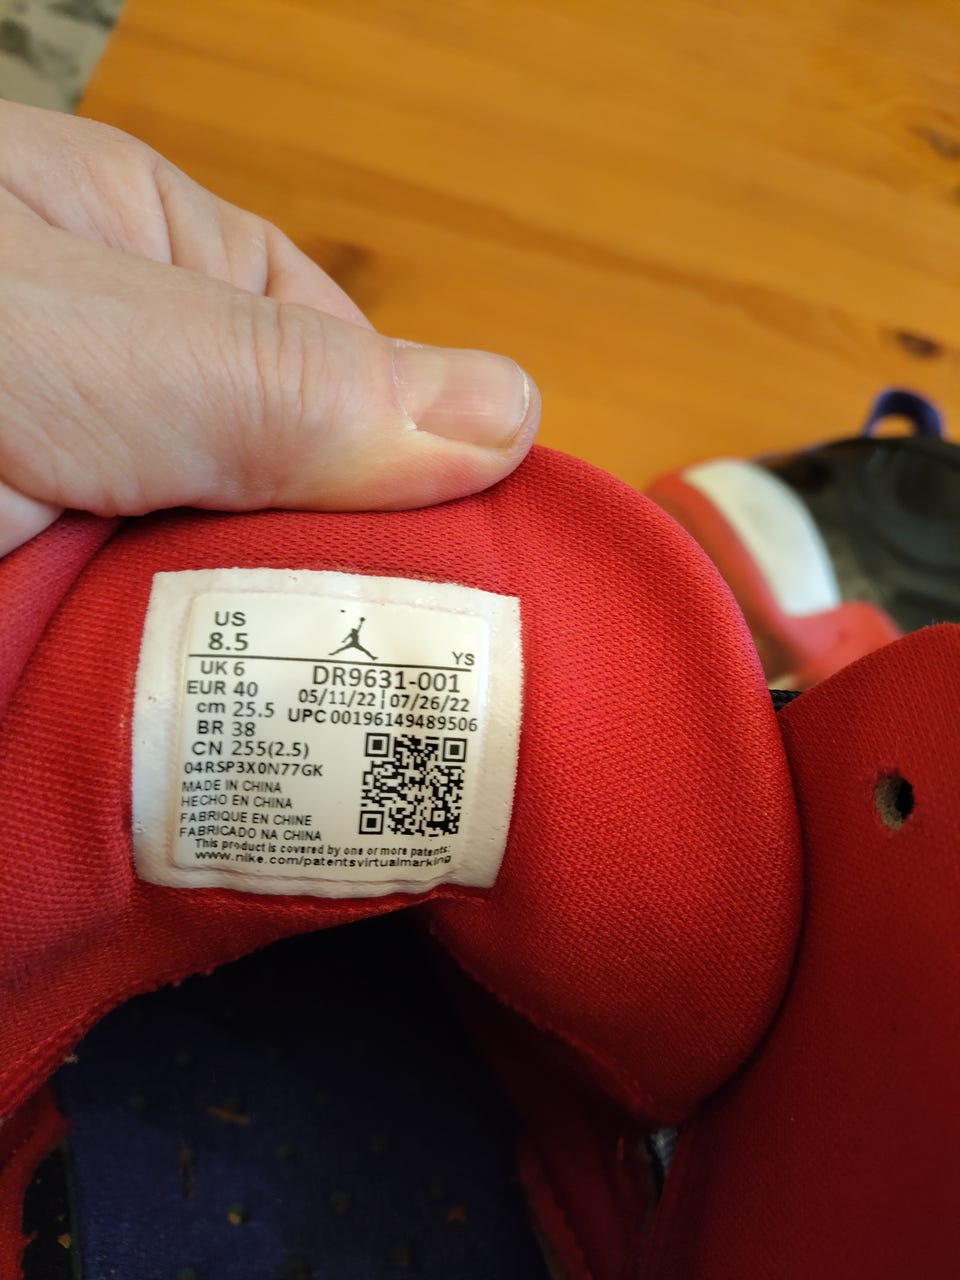 US
8.5
YS
UK 6
DR9631-001
EUR 40
05/11/22 | 07/26/22
cm 25.5
UPC 00196149489506
BR 38
CN 255(2.5)
04RSP3X0N77GK
MADE IN CHINA
HECHO EN CHINA
FABRIQUE EN CHINE
FABRICADO NA CHINA
This product is covered by one or more patents:
www.nike.com/patentsvirtualmarking